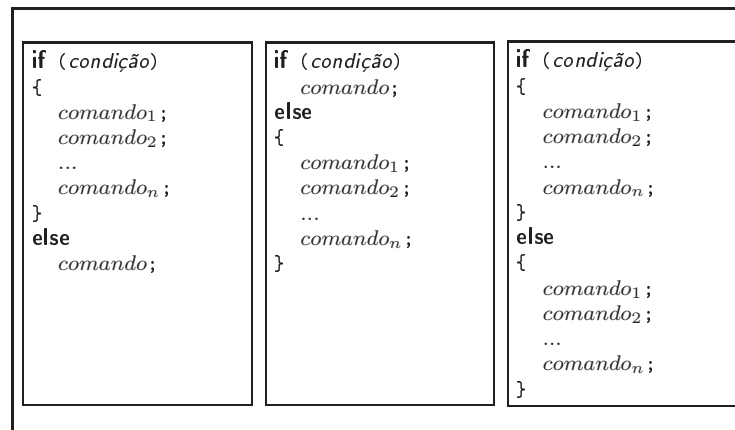 if (condição)
{
comando₁;
comando₂;
...
comandoₙ;
}
else
comando;
if (condição)
comando;
else
{
comando₁;
comando₂;
...
comandoₙ;
}
if (condição)
{
comando₁;
comando₂;
...
comandoₙ;
}
else
{
comando₁;
comando₂;
...
comandoₙ;
}